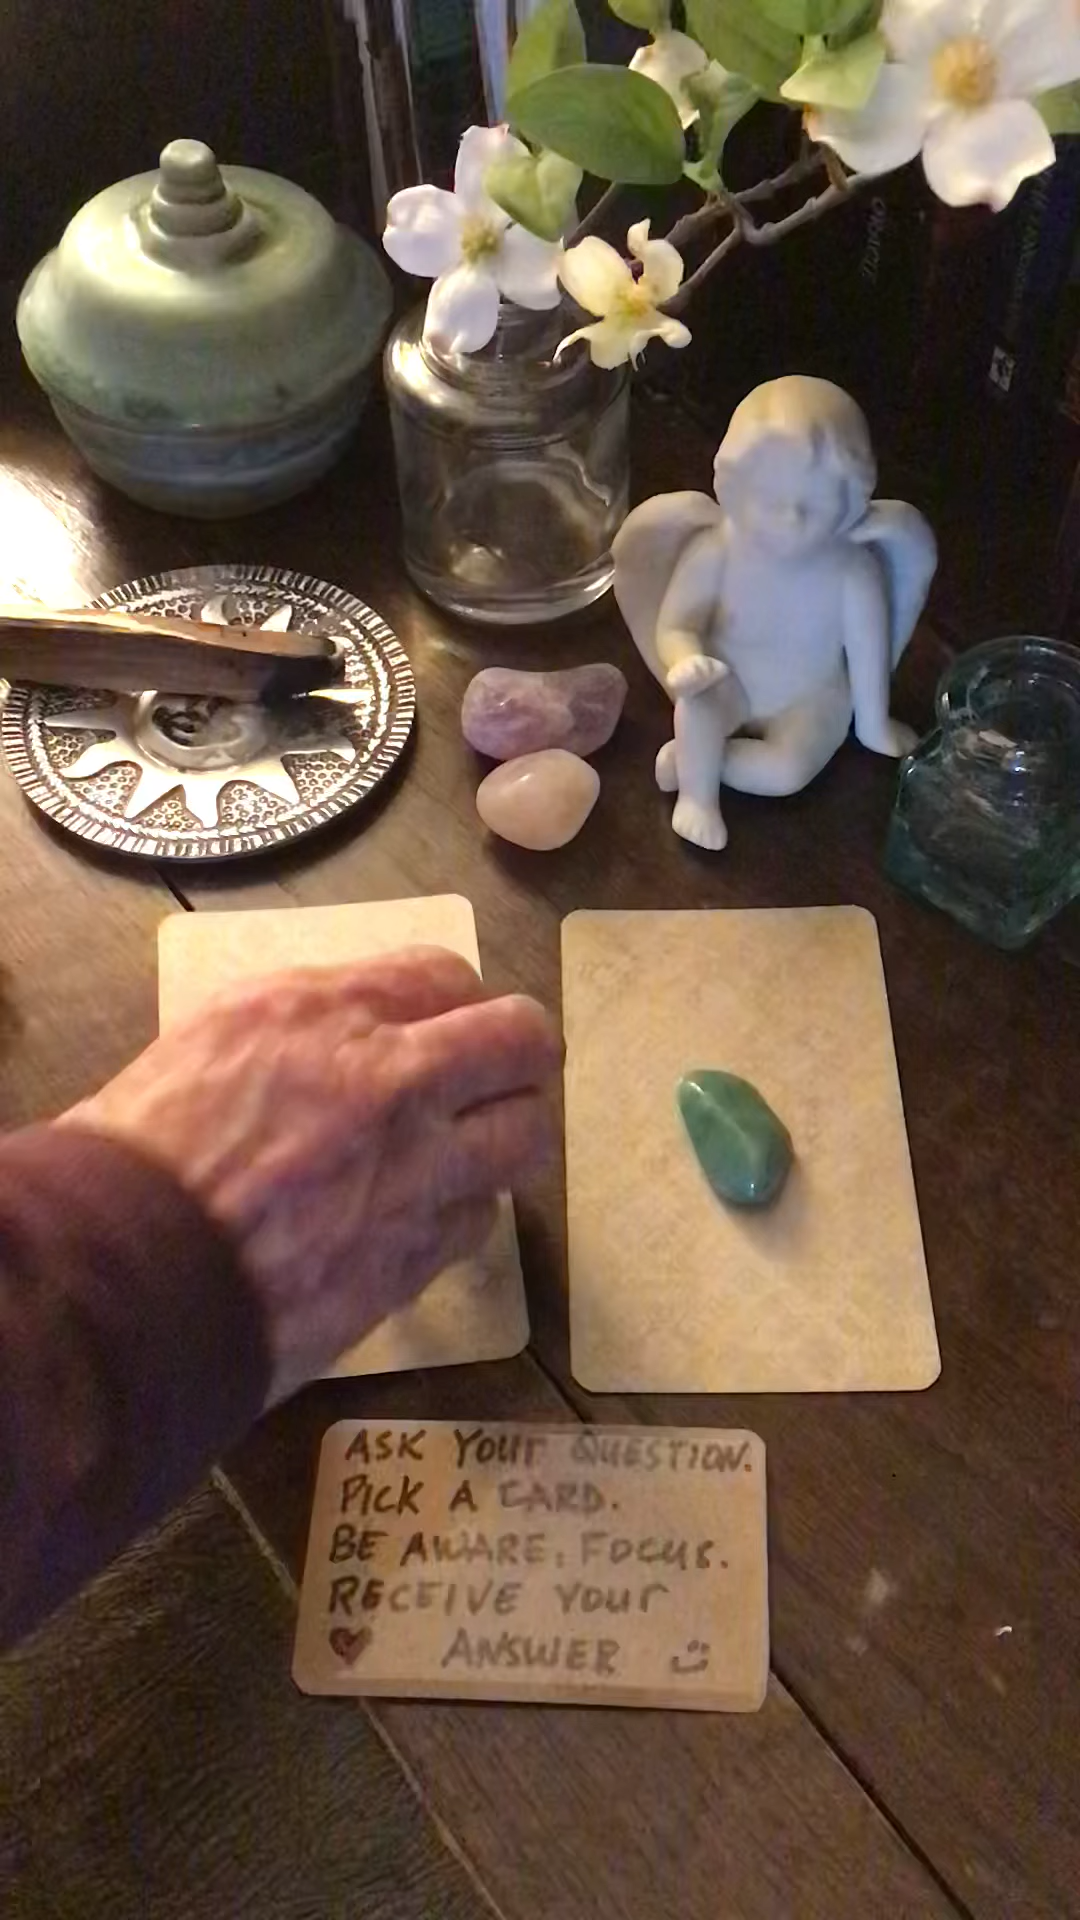 ASK YOUr QUESTION.
PICK A CARD.
BE AWARE. FOCUS.
RECEIVE YOUr
ANSWER